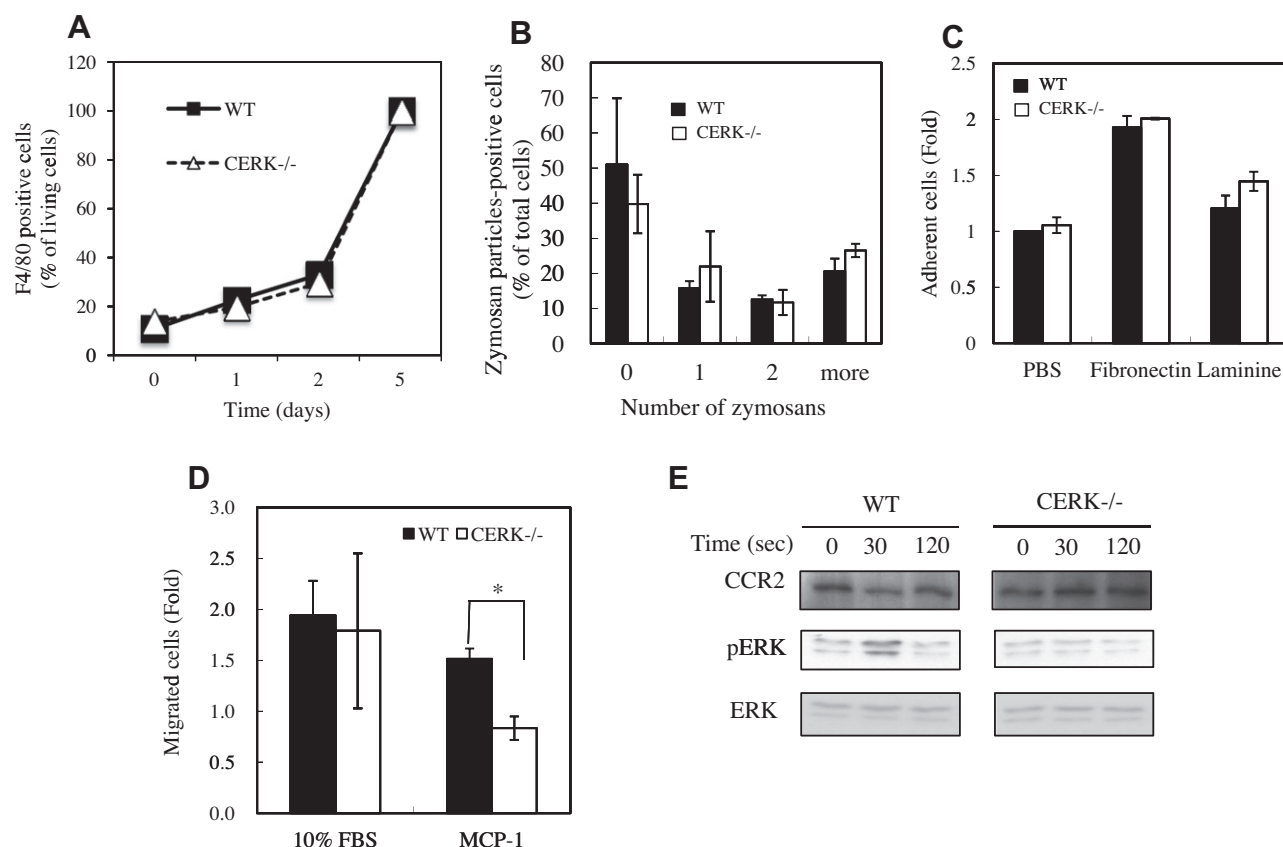 A
F4/80 positive cells
(% of living cells)
120
100
80
60
40
20
0
WT
CERK-/-
0 1 2 5
Time (days)
B
Zymosan particles-positive cells
(% of total cells)
80
70
60
50
40
30
20
10
0
WT
CERK-/-
0 1 2 more
Number of zymosans
C
Adherent cells (Fold)
2.5
2
1.5
1
0.5
0
WT
CERK-/-
PBS Fibronectin Laminine
D
Migrated cells (Fold)
3.0
2.5
2.0
1.5
1.0
0.5
0.0
WT CERK-/-
*
10% FBS MCP-1
E
WT CERK-/-
Time (sec) 0 30 120 0 30 120
CCR2
pERK
ERK